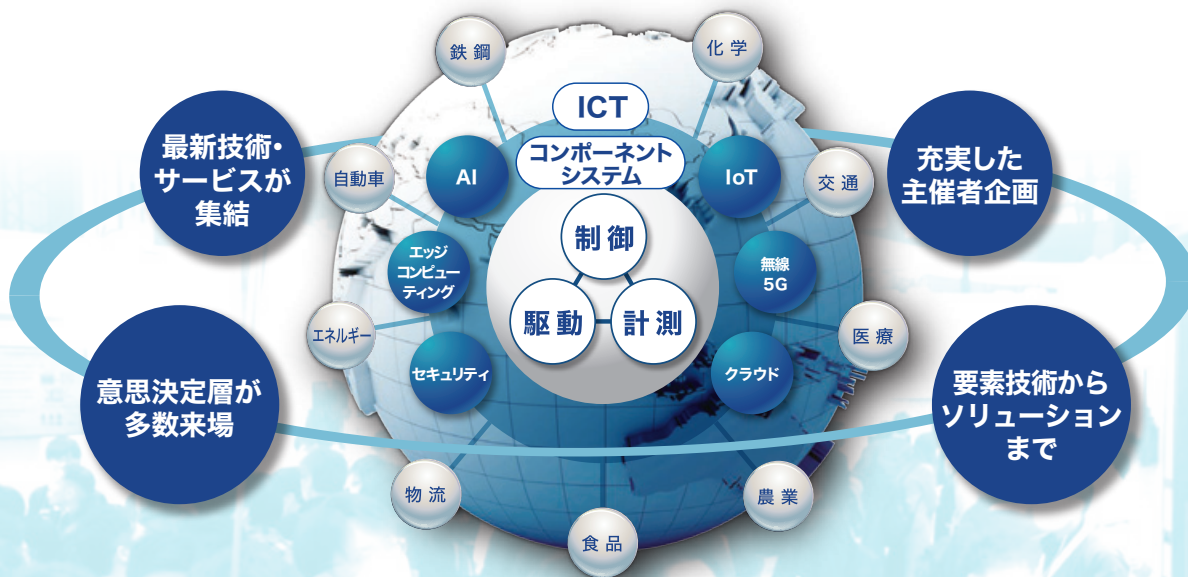 鉄鋼
化学
ICT
最新技術・
サービスが
集結
充実した
主催者企画
コンポーネント
システム
自動車
AI
IoT
交通
制御
エッジ
コンピュー
ティング
無線
5G
駆動
計測
エネルギー
医療
セキュリティ
クラウド
意思決定層が
多数来場
要素技術から
ソリューション
まで
物流
農業
食品